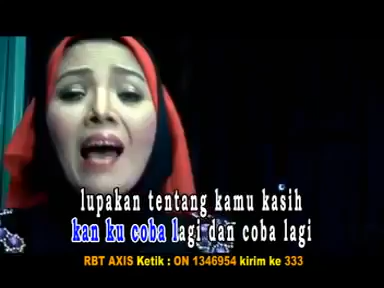 lupakan tentang kamu kasih
kan ku coba lagi dan coba lagi
RBT AXIS Ketik : ON 1346954 kirim ke 333